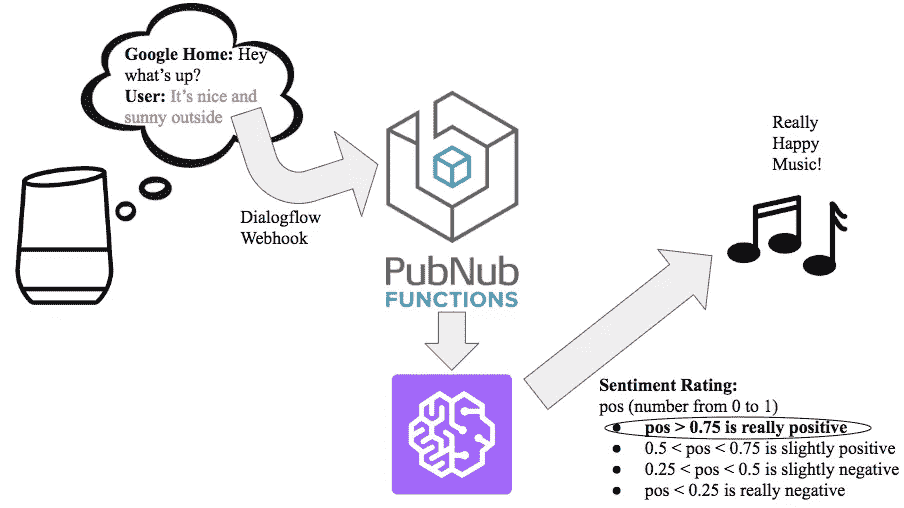 Google Home: Hey
what's up?
User: It's nice and
sunny outside
Dialogflow
Webhook
PubNub
FUNCTIONS
Really
Happy
Music!
Sentiment Rating:
pos (number from 0 to 1)
● pos > 0.75 is really positive
● 0.5 < pos < 0.75 is slightly positive
● 0.25 < pos < 0.5 is slightly negative
● pos < 0.25 is really negative